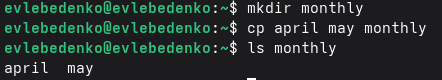 evlebedenko@evlebedenko:~$ mkdir monthly
evlebedenko@evlebedenko:~$ cp april may monthly
evlebedenko@evlebedenko:~$ ls monthly
april  may